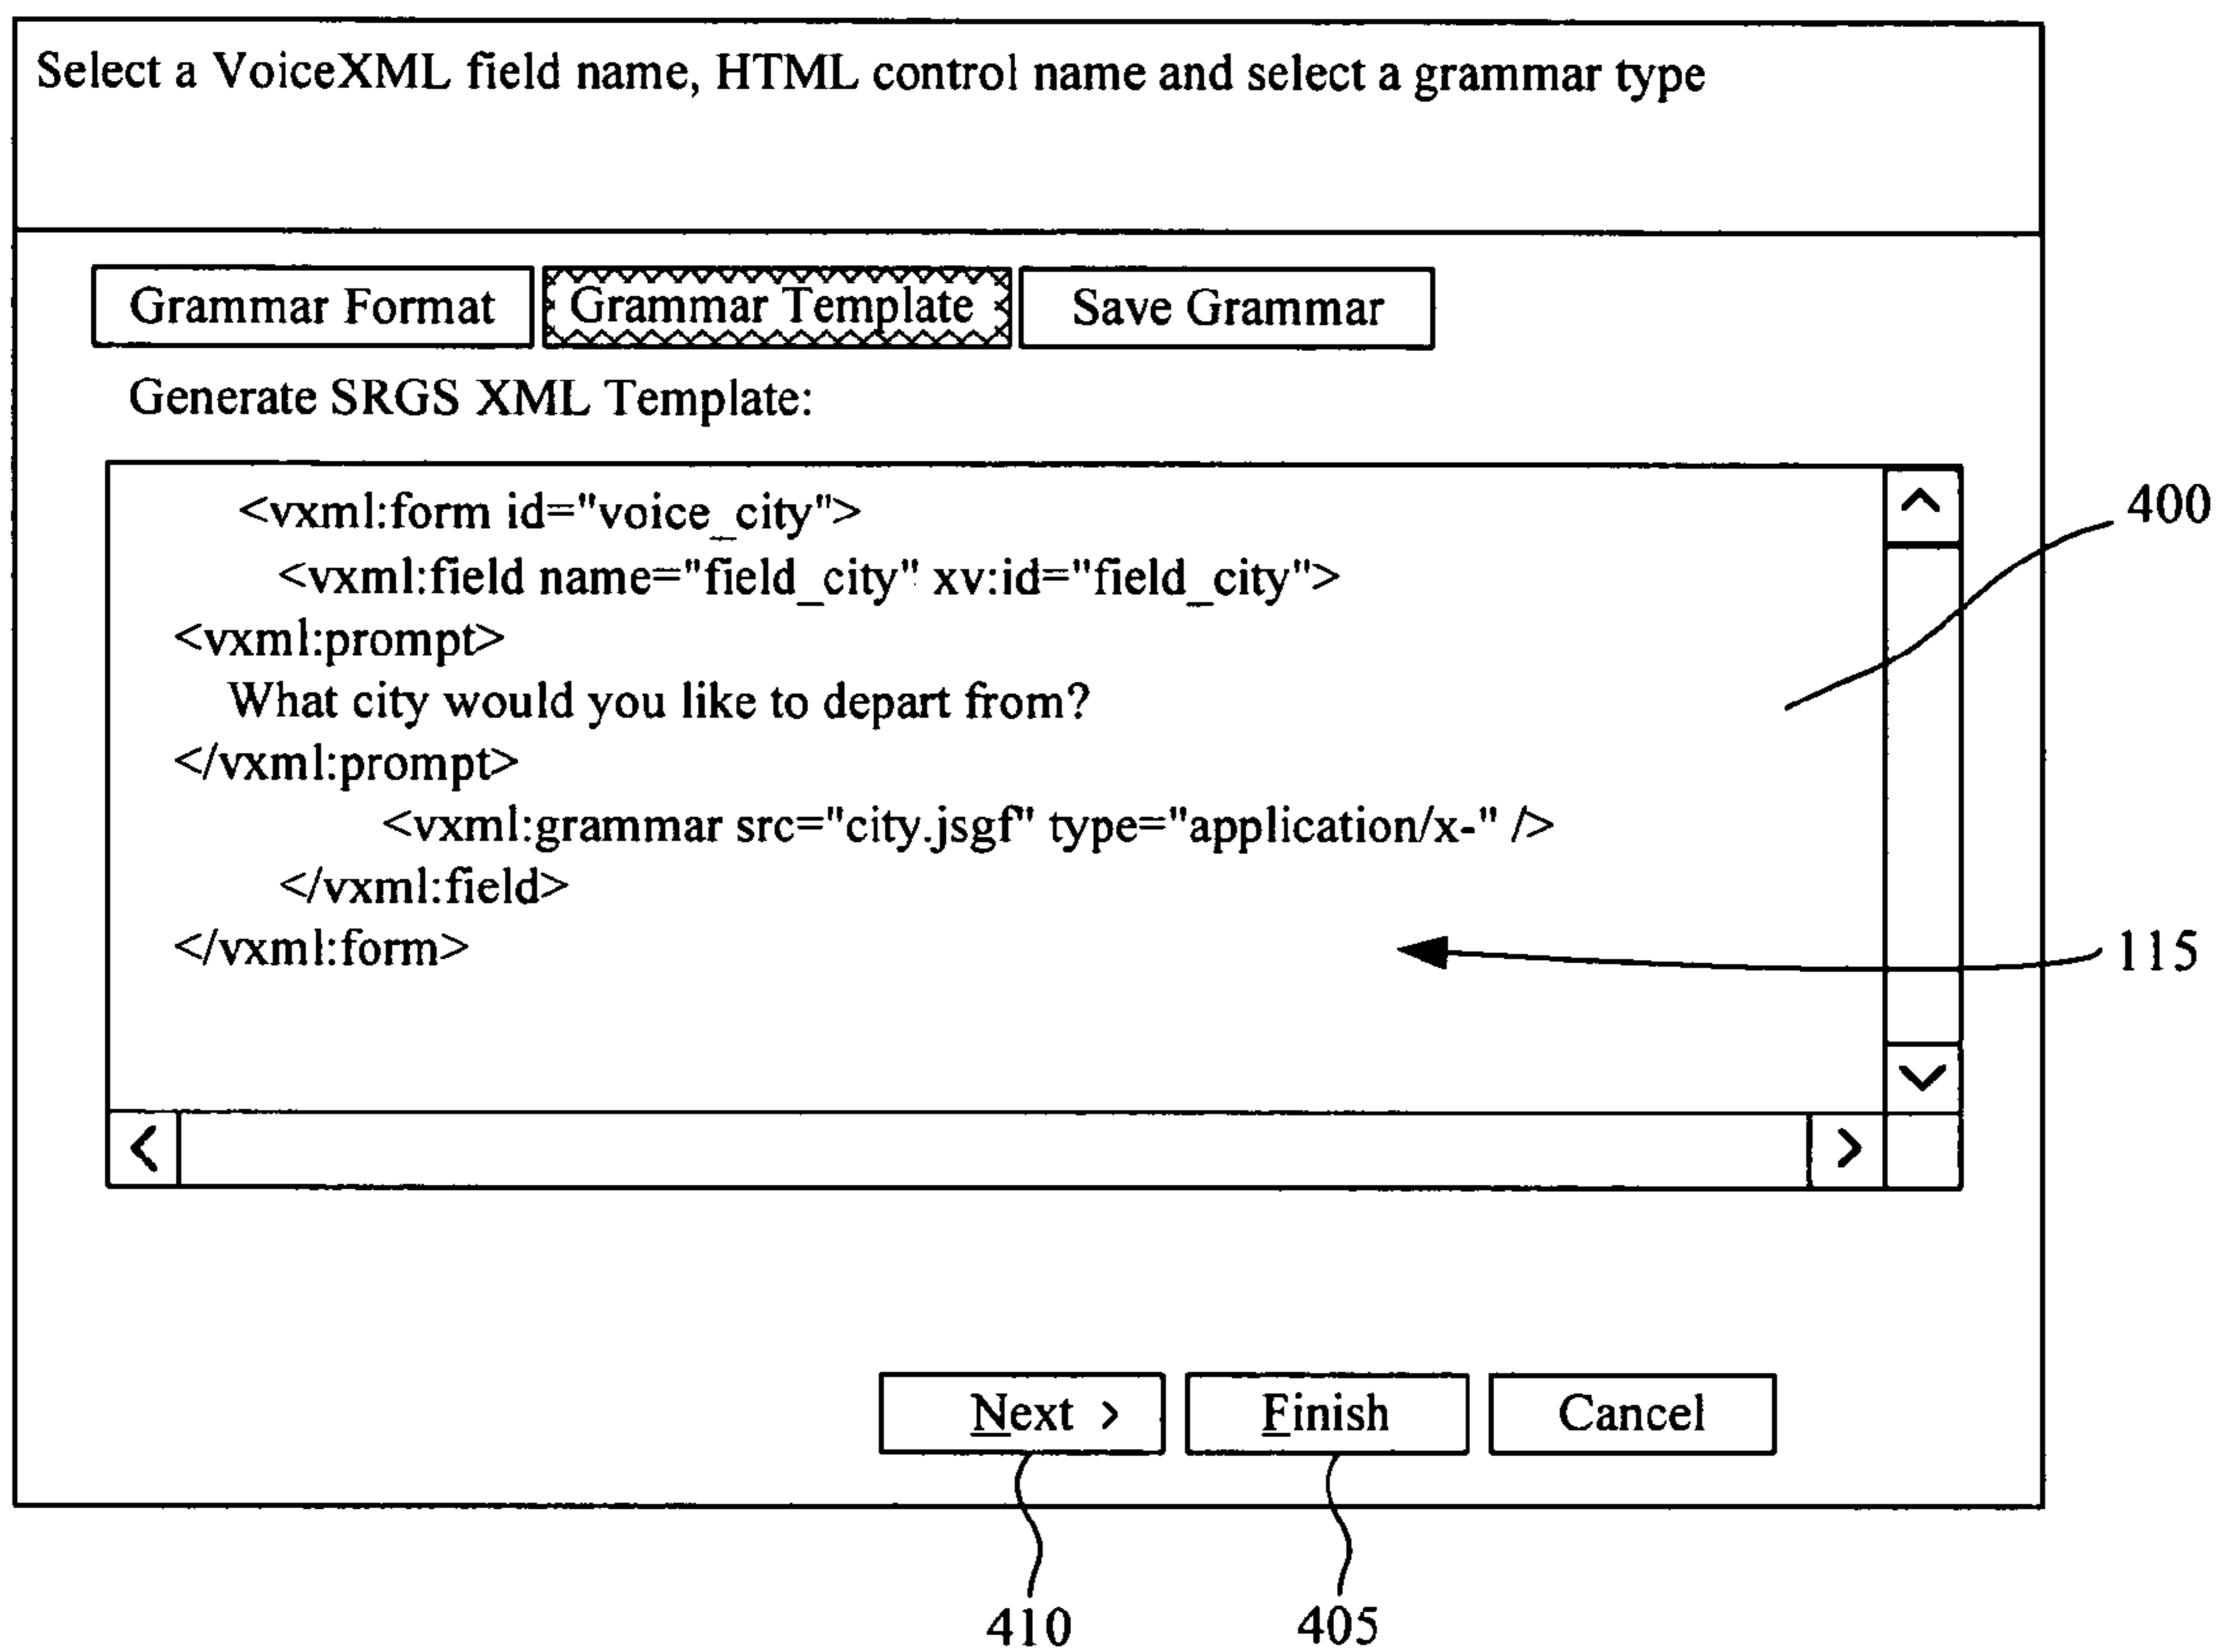 Select a VoiceXML field name, HTML control name and select a grammar type
Grammar Format Grammar Template Save Grammar
Generate SRGS XML Template:
<vxml:form id="voice_city">
<vxml:field name="field_city" xv:id="field_city">
<vxml:prompt>
What city would you like to depart from?
</vxml:prompt>
<vxml:grammar src="city.jsgf" type="application/x-" />
</vxml:field>
</vxml:form>
400
115
Next >
Finish
Cancel
410
405